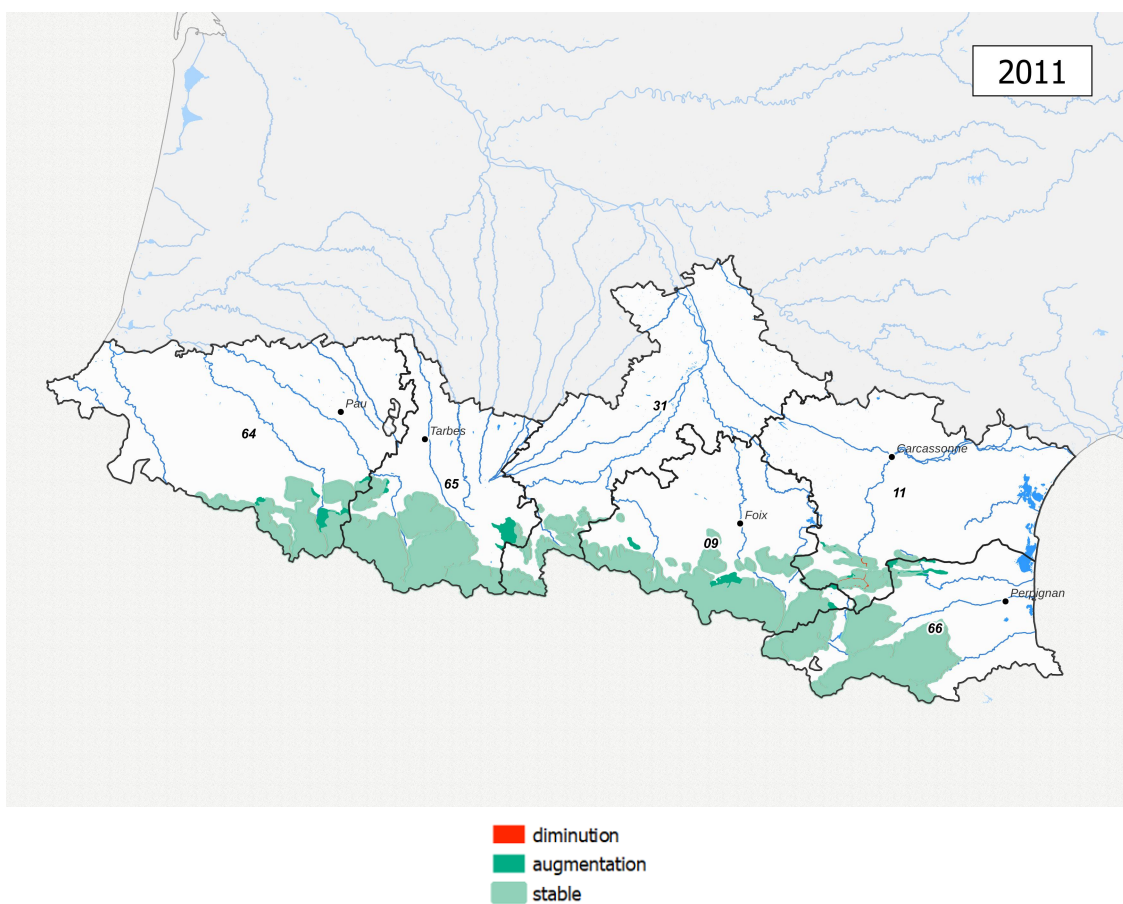 2011
31
Pau
64
Tarbes
Carcassonne
65
11
Foix
09
Perpignan
66
diminution
augmentation
stable